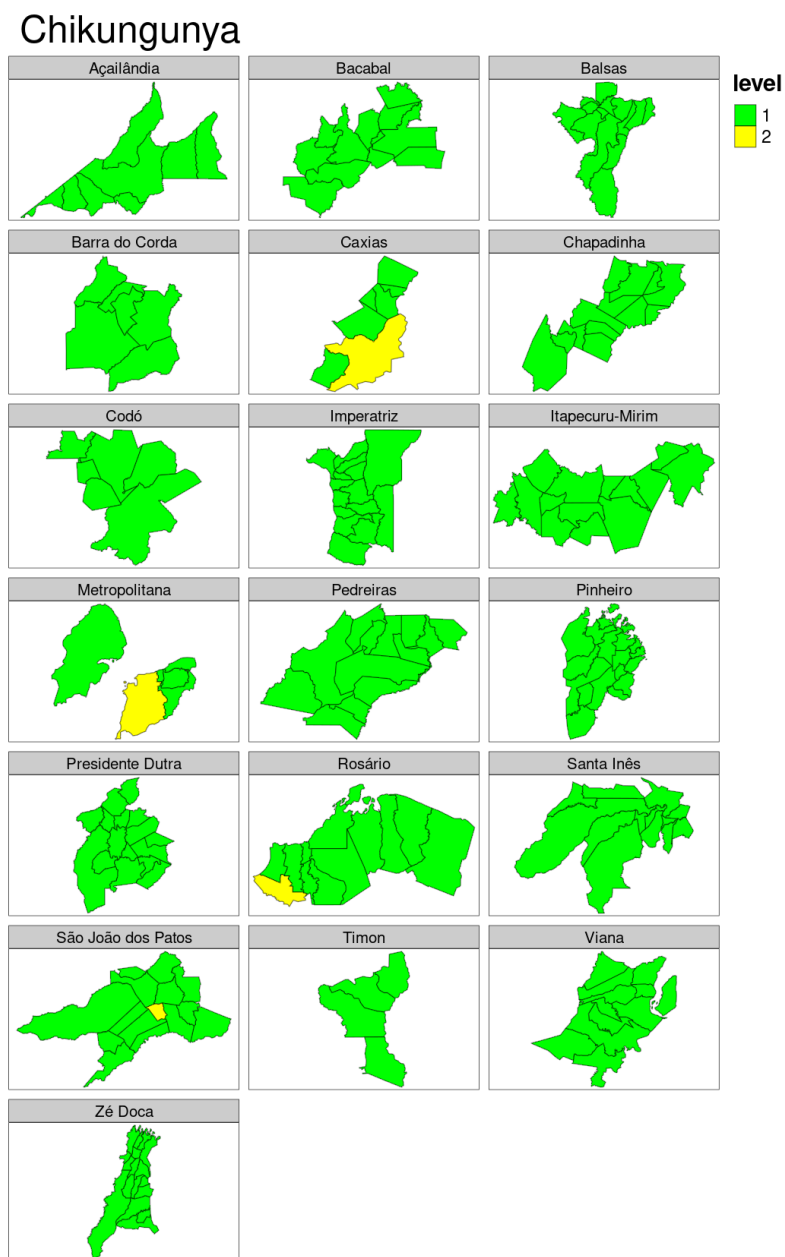 Chikungunya
Açailândia
Bacabal
Balsas
level
1
2
Barra do Corda
Caxias
Chapadinha
Codó
Imperatriz
Itapecuru-Mirim
Metropolitana
Pedreiras
Pinheiro
Presidente Dutra
Rosário
Santa Inês
São João dos Patos
Timon
Viana
Zé Doca